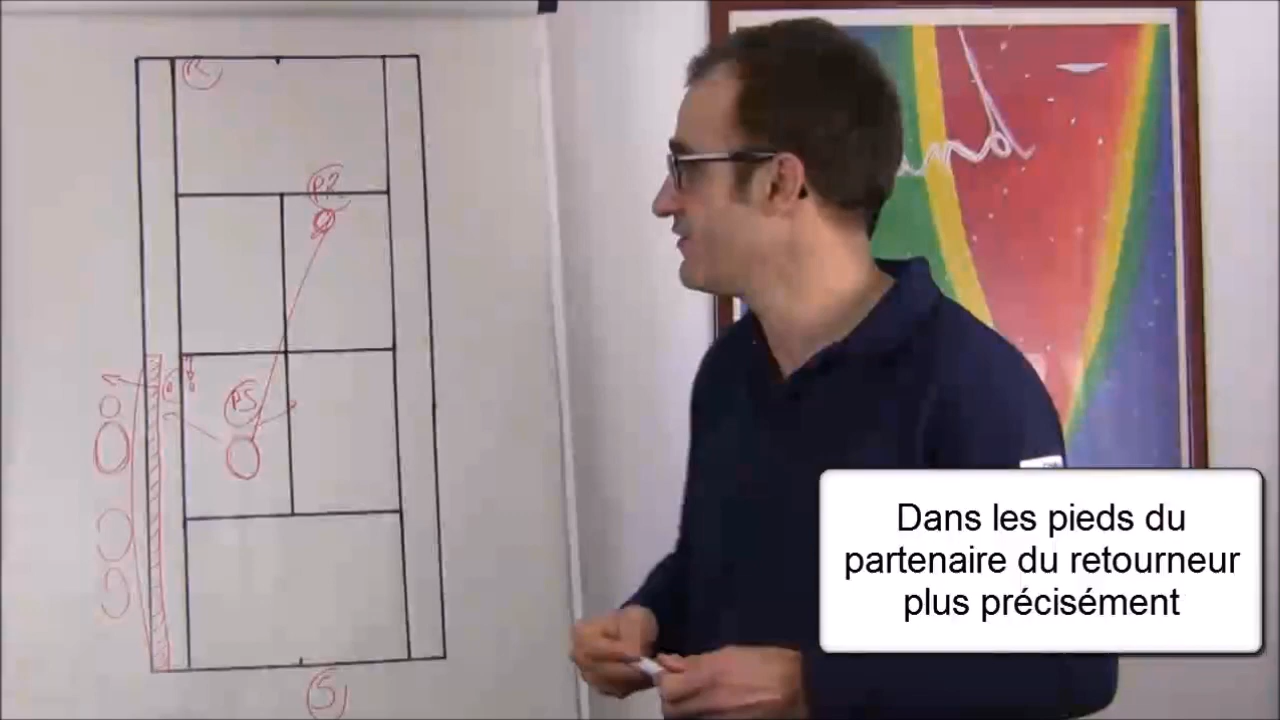 R
P2
PS
S
Dans les pieds du
partenaire du retourneur
plus précisément